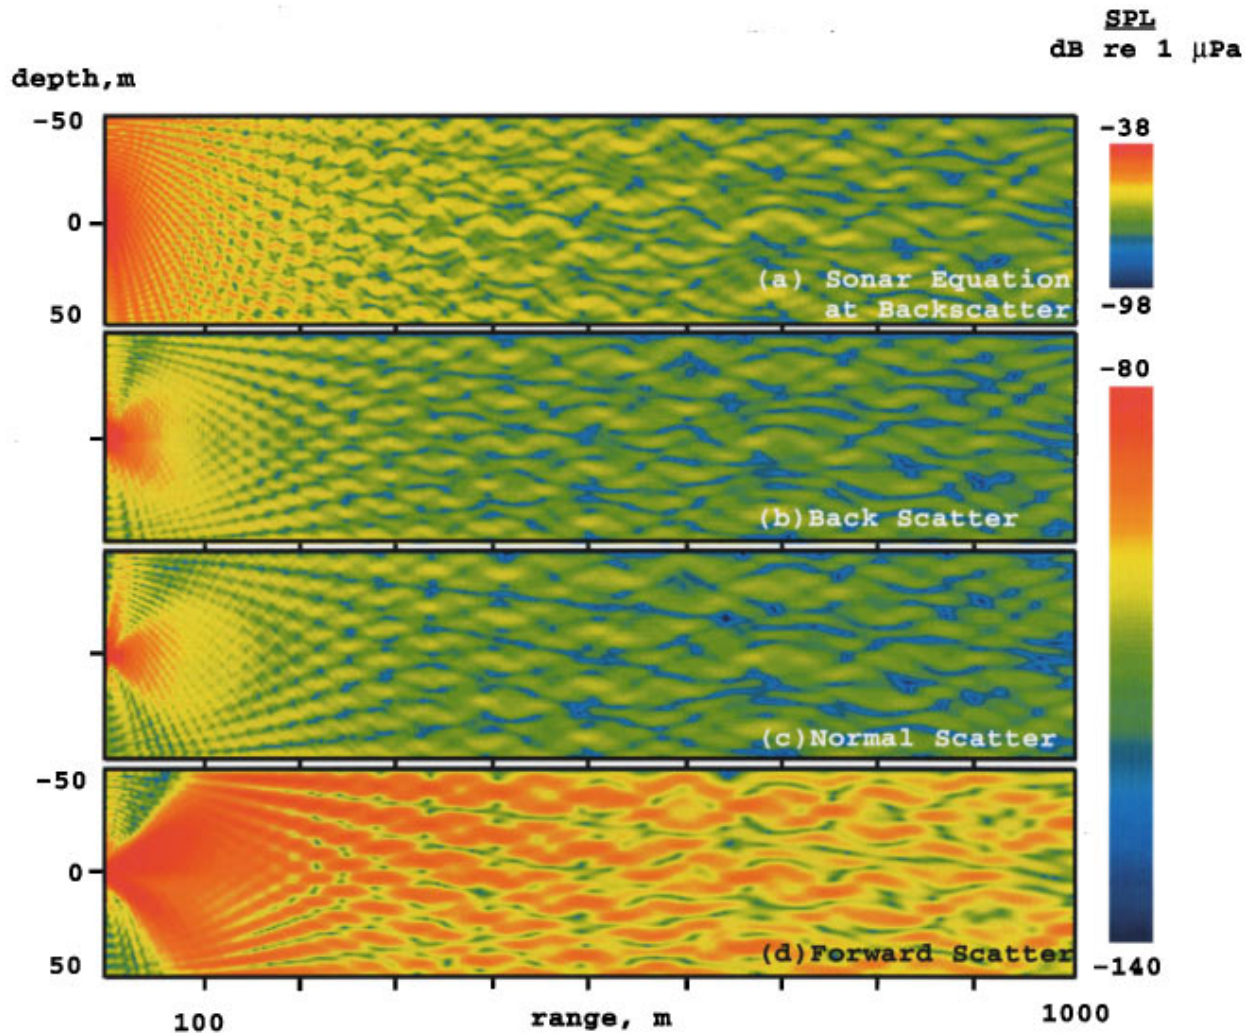 SPL
dB re 1 μPa
depth,m
-50
-38
0
(a) Sonar Equation
at Backscatter
50
-98
-80
(b)Back Scatter
(c)Normal Scatter
-50
0
(d)Forward Scatter
50
-140
100
range, m
1000